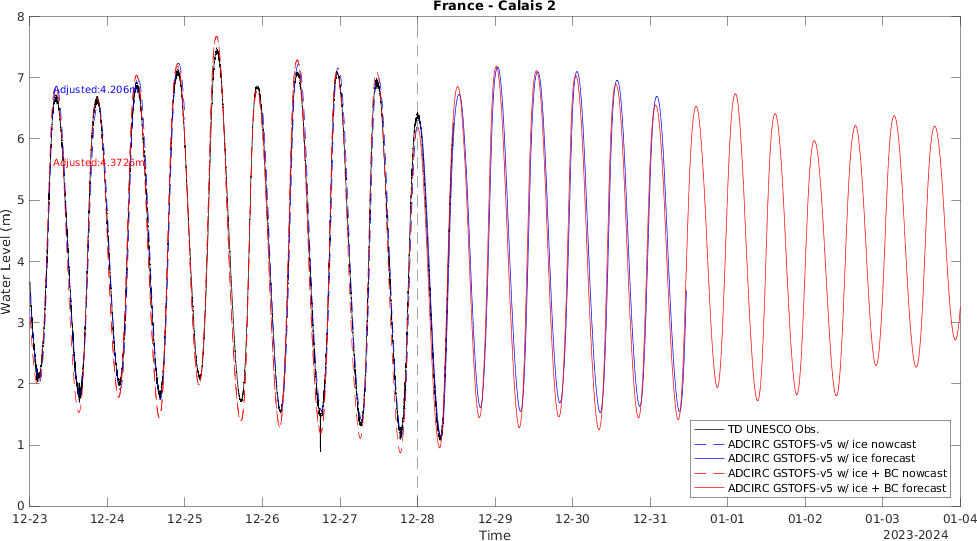 France - Calais 2
8
7
6
5
4
3
2
1
0
Water Level (m)
Adjusted:4.206m
Adjusted:4.3725m
TD UNESCO Obs.
ADCIRC GSTOFS-v5 w/ ice nowcast
ADCIRC GSTOFS-v5 w/ ice forecast
ADCIRC GSTOFS-v5 w/ ice + BC nowcast
ADCIRC GSTOFS-v5 w/ ice + BC forecast
12-23 12-24 12-25 12-26 12-27 12-28 12-29 12-30 12-31 01-01 01-02 01-03 01-04
Time
2023-2024